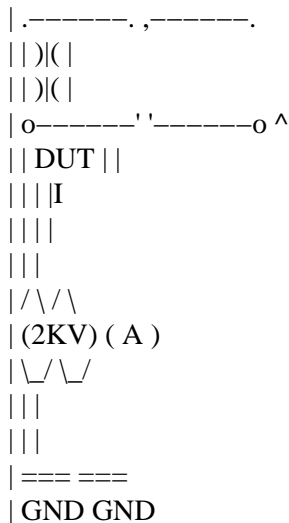 | .−−−−−−. ,−−−−−−.
| | )|( |
| | )|( |
| o−−−−−−' '−−−−−−o ^
| | DUT | |
| | | | |I
| | | |
| | |
| / \ / \
| (2KV) ( A )
| \_/ \_/
| | |
| | |
| === ===
| GND GND